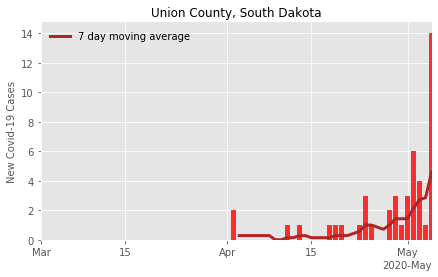 Union County, South Dakota
7 day moving average
New Covid-19 Cases
14
12
10
8
6
4
2
0
Mar 15 Apr 15 May
2020-May